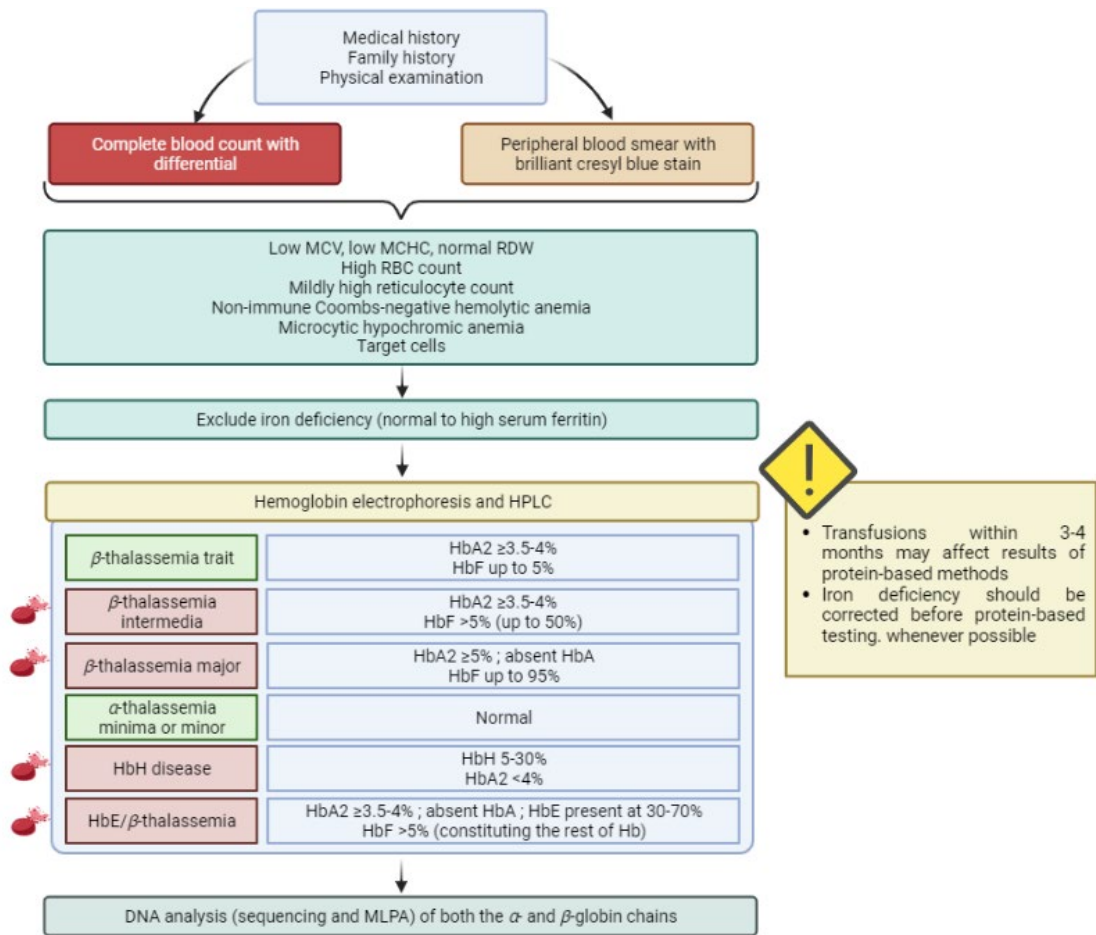 Medical history
Family history
Physical examination
Complete blood count with
differential
Peripheral blood smear with
brilliant cresyl blue stain
Low MCV, low MCHC, normal RDW
High RBC count
Mildly high reticulocyte count
Non-immune Coombs-negative hemolytic anemia
Microcytic hypochromic anemia
Target cells
Exclude iron deficiency (normal to high serum ferritin)
Hemoglobin electrophoresis and HPLC
β-thalassemia trait
HbA2 ≥3.5-4%
HbF up to 5%
β-thalassemia
intermedia
HbA2 ≥3.5-4%
HbF >5% (up to 50%)
β-thalassemia major
HbA2 ≥5% ; absent HbA
HbF up to 95%
α-thalassemia
minima or minor
Normal
HbH disease
HbH 5-30%
HbA2 <4%
HbE/β-thalassemia
HbA2 ≥3.5-4% ; absent HbA ; HbE present at 30-70%
HbF >5% (constituting the rest of Hb)
!
• Transfusions within 3-4
months may affect results of
protein-based methods
• Iron deficiency should be
corrected before protein-based
testing. whenever possible
DNA analysis (sequencing and MLPA) of both the α- and β-globin chains